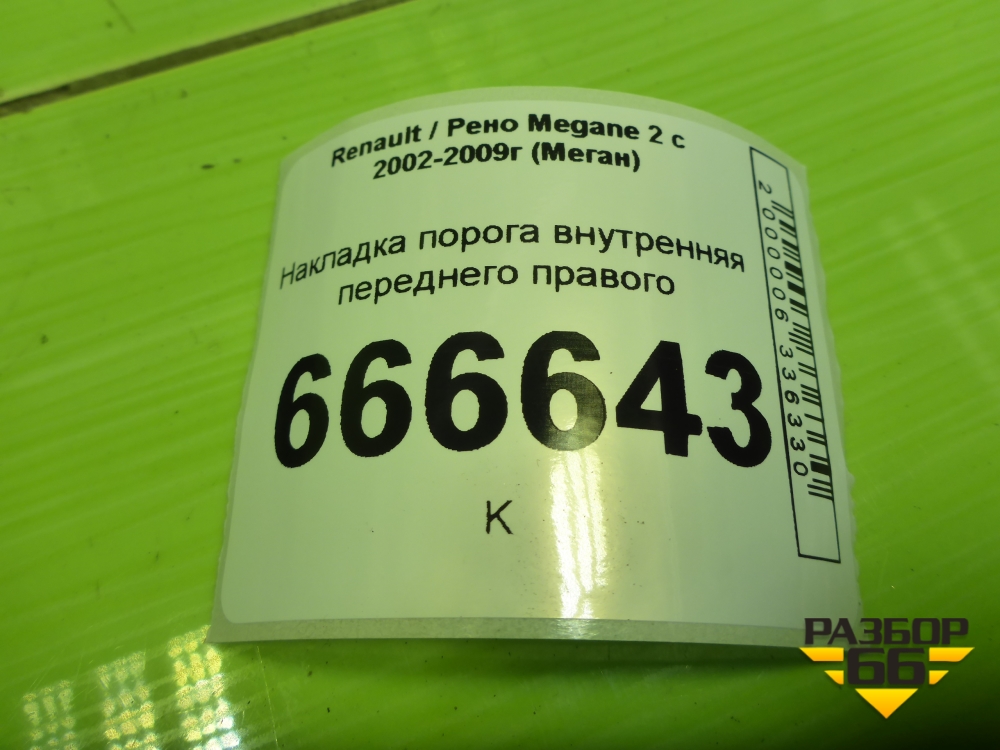 Renault / Рено Megane 2 с
2002-2009г (Меган)
Накладка порога внутренняя
переднего правого
666643
К
2000006336330
РАЗБОР
66